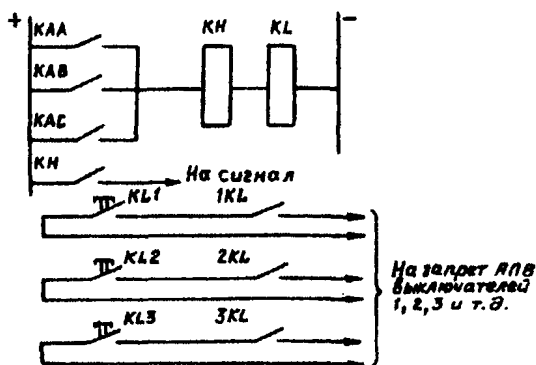 +
KAA
KH
KL
−
KAB
KAC
KH
На сигнал
KL1
1KL
KL2
2KL
KL3
3KL
На запрет АПВ
выключателей
1, 2, 3 и т.д.